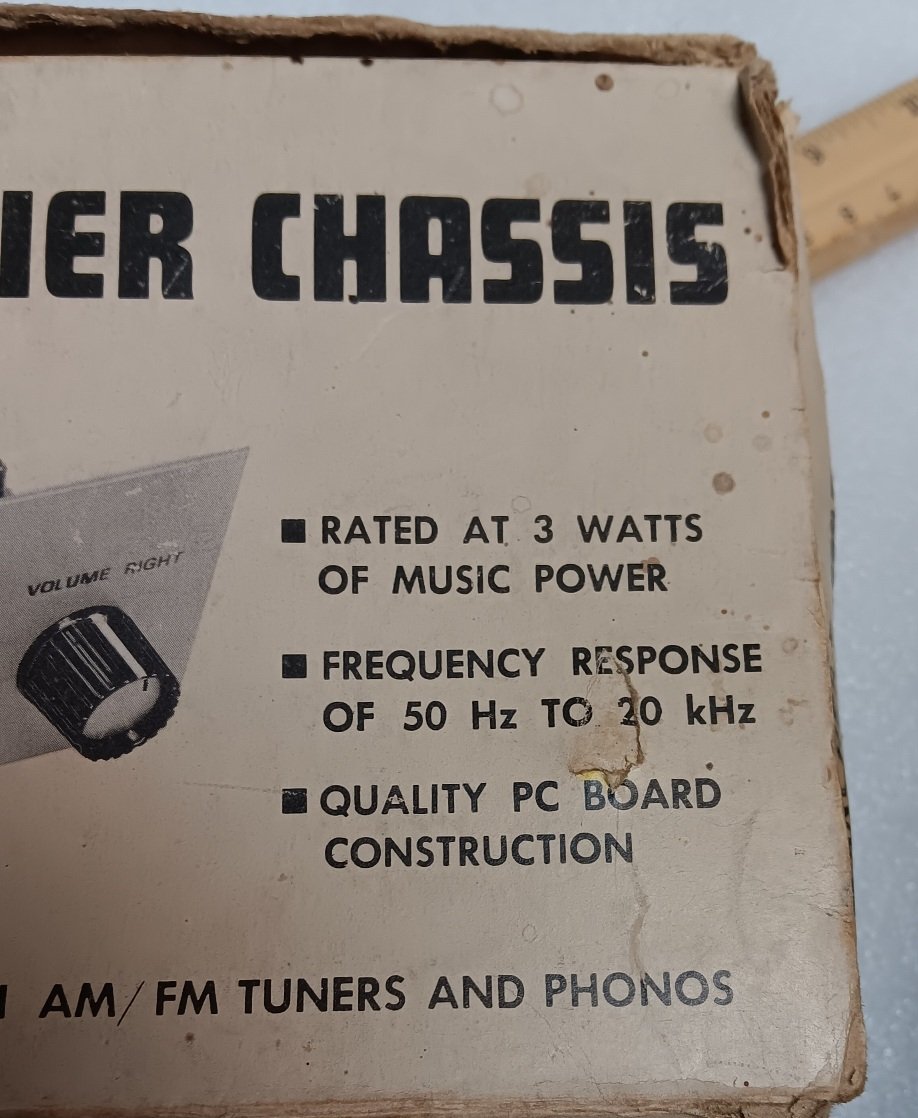 IER CHASSIS
VOLUME RIGHT
■ RATED AT 3 WATTS
OF MUSIC POWER
■ FREQUENCY RESPONSE
OF 50 Hz TO 20 kHz
■ QUALITY PC BOARD
CONSTRUCTION
AM/FM TUNERS AND PHONOS